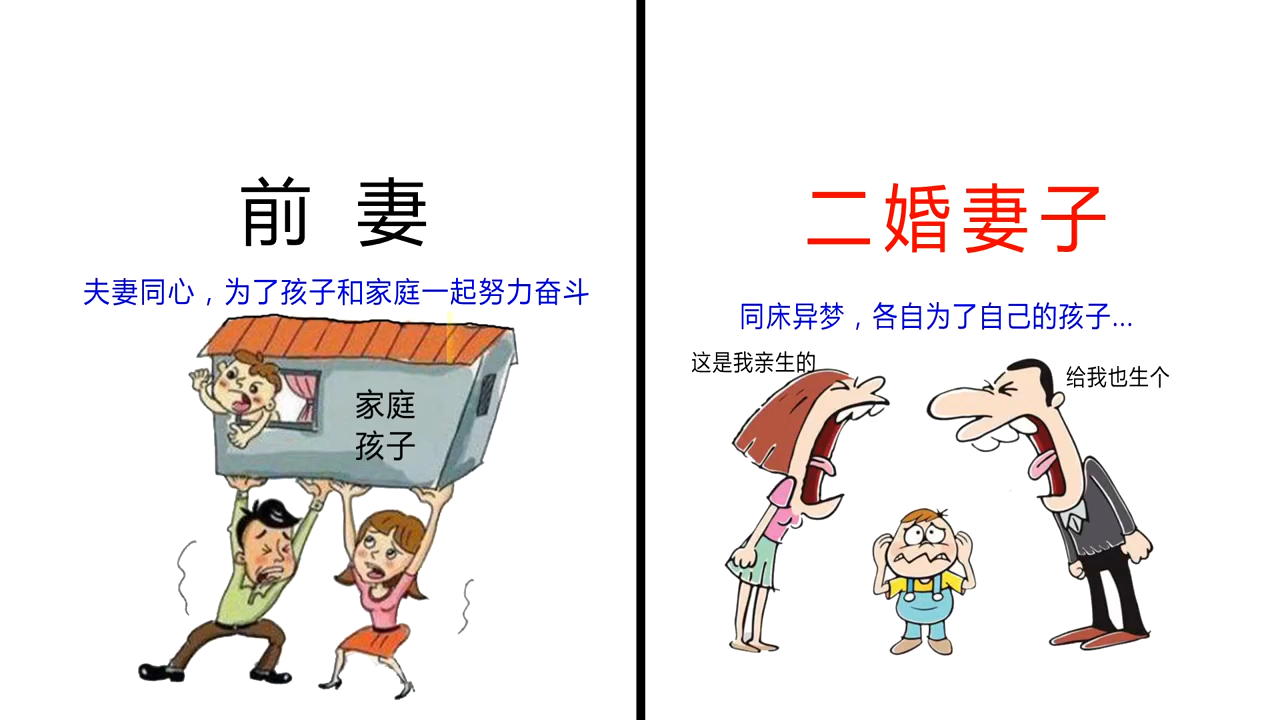 前 妻
夫妻同心，为了孩子和家庭一起努力奋斗
家庭
孩子
二婚妻子
同床异梦，各自为了自己的孩子...
这是我亲生的
给我也生个